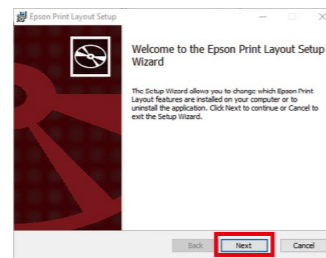 Epson Print Layout Setup
Welcome to the Epson Print Layout Setup
Wizard
The Setup Wizard allows you to change which Epson Print
Layout features are installed on your computer or to
uninstall the application. Click Next to continue or Cancel to
exit the Setup Wizard.
Back Next Cancel